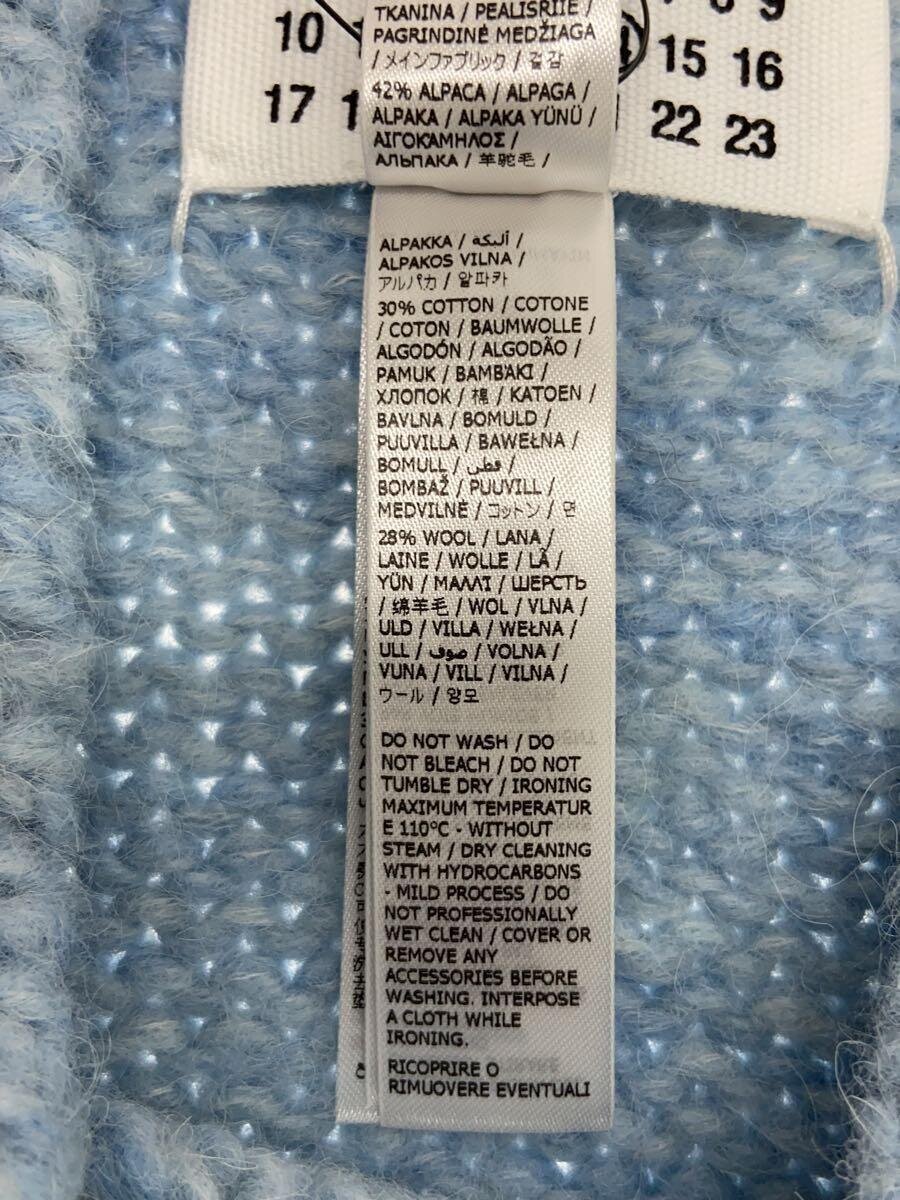 10
15 16
17
22 23
TKANINA / PEALISRIIE /
PAGRINDINĖ MEDŽIAGA
/ メインファブリック / 겉감
42% ALPACA / ALPAGA /
ALPAKA / ALPAKA YÜNÜ /
ΑΙΓΟΚΆΜΗΛΟΣ /
АЛЬПАКА / 羊驼毛 /
ALPAKKA / ألبكة /
ALPAKOS VILNA /
アルパカ / 알파카
30% COTTON / COTONE
/ COTON / BAUMWOLLE /
ALGODÓN / ALGODÃO /
PAMUK / ΒΑΜΒΆΚΙ /
ХЛОПОК / 棉 / KATOEN /
BAVLNA / BOMULD /
PUUVILLA / BAWEŁNA /
BOMULL / قطن /
BOMBAŽ / PUUVILL /
MEDVILNĖ / コットン / 면
28% WOOL / LANA /
LAINE / WOLLE / LÃ /
YÜN / ΜΑΛΛΊ / ШЕРСТЬ
/ 绵羊毛 / WOL / VLNA /
ULD / VILLA / WEŁNA /
ULL / صوف / VOLNA /
VUNA / VILL / VILNA /
ウール / 양모
DO NOT WASH / DO
NOT BLEACH / DO NOT
TUMBLE DRY / IRONING
MAXIMUM TEMPERATUR
E 110°C - WITHOUT
STEAM / DRY CLEANING
WITH HYDROCARBONS
- MILD PROCESS / DO
NOT PROFESSIONALLY
WET CLEAN / COVER OR
REMOVE ANY
ACCESSORIES BEFORE
WASHING. INTERPOSE
A CLOTH WHILE
IRONING.
RICOPRIRE O
RIMUOVERE EVENTUALI